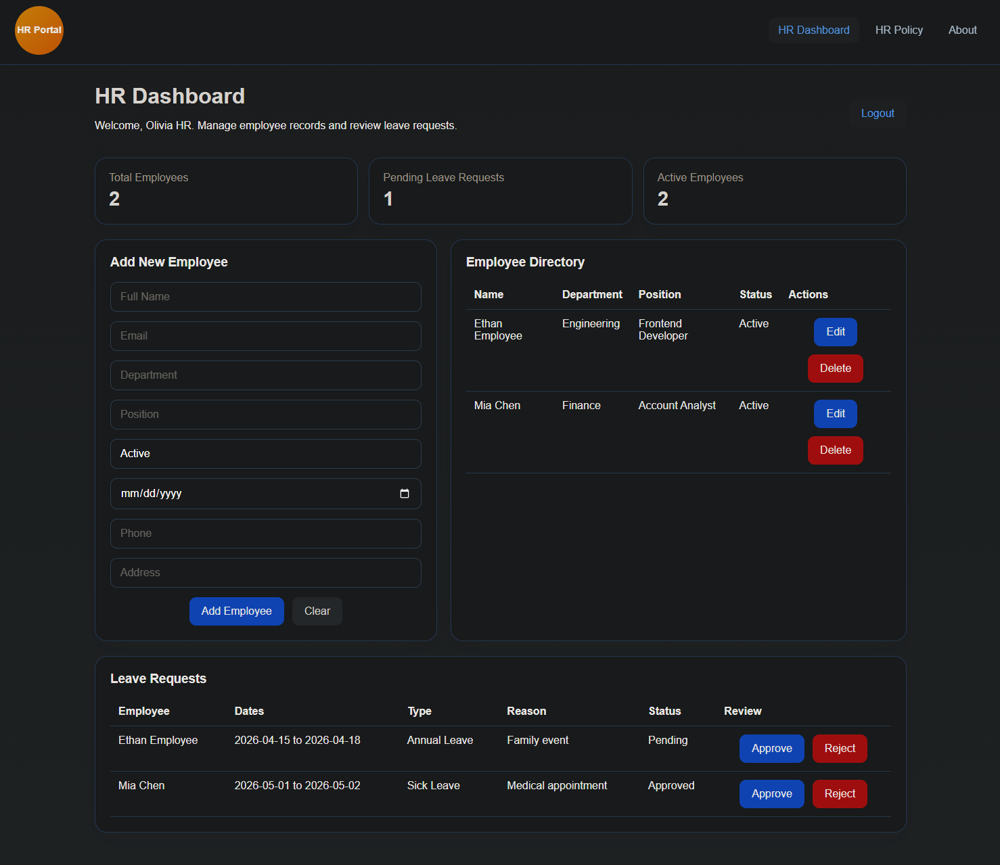 HR Portal
HR Dashboard
HR Policy
About
HR Dashboard
Welcome, Olivia HR. Manage employee records and review leave requests.
Logout
Total Employees
2
Pending Leave Requests
1
Active Employees
2
Add New Employee
Full Name
Email
Department
Position
Active
mm/dd/yyyy
Phone
Address
Add Employee Clear
Employee Directory
Name Department Position Status Actions
Ethan Employee Engineering Frontend Developer Active Edit Delete
Mia Chen Finance Account Analyst Active Edit Delete
Leave Requests
Employee Dates Type Reason Status Review
Ethan Employee 2026-04-15 to 2026-04-18 Annual Leave Family event Pending Approve Reject
Mia Chen 2026-05-01 to 2026-05-02 Sick Leave Medical appointment Approved Approve Reject